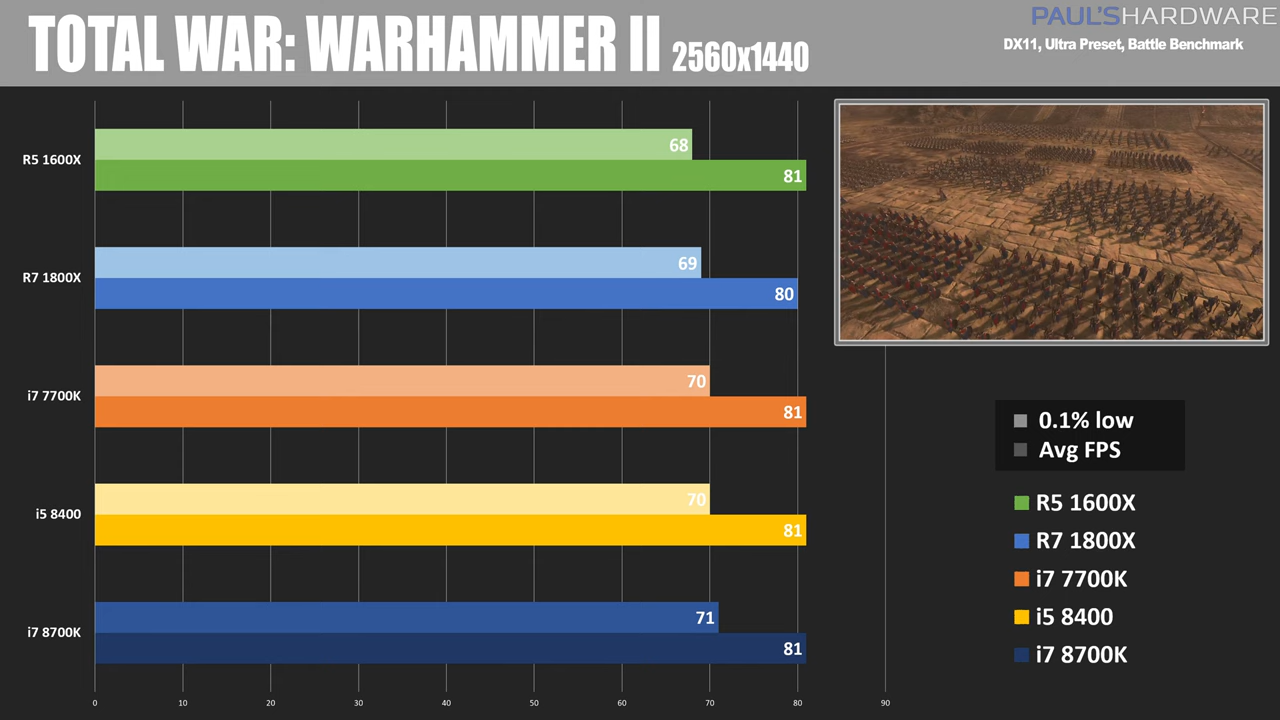 TOTAL WAR: WARHAMMER II 2560x1440
PAUL'SHARDWARE
DX11, Ultra Preset, Battle Benchmark
R5 1600X
68
81
R7 1800X
69
80
i7 7700K
70
81
i5 8400
70
81
i7 8700K
71
81
0 10 20 30 40 50 60 70 80 90
0.1% low
Avg FPS
R5 1600X
R7 1800X
i7 7700K
i5 8400
i7 8700K